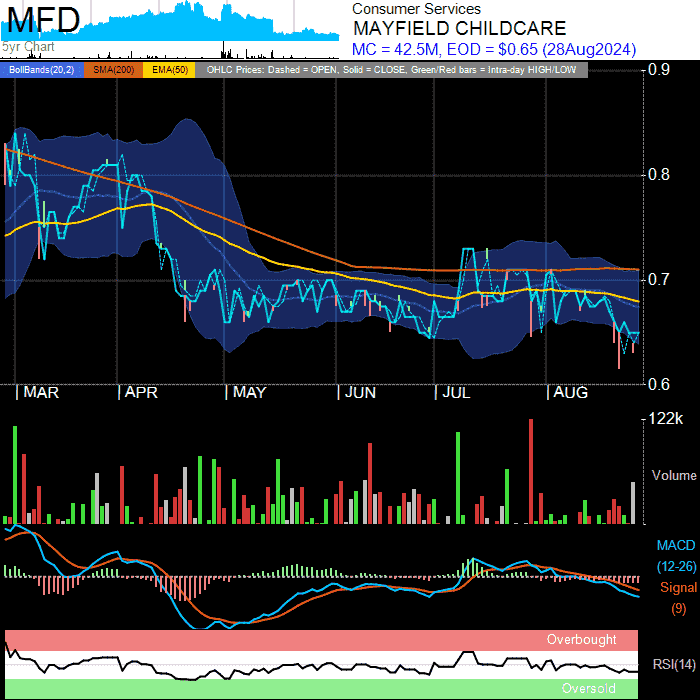 MFD
5yr Chart
Consumer Services
MAYFIELD CHILDCARE
MC = 42.5M, EOD = $0.65 (28Aug2024)
BollBands(20,2) SMA(200) EMA(50) OHLC Prices: Dashed = OPEN, Solid = CLOSE, Green/Red bars = Intra-day HIGH/LOW
0.9
0.8
0.7
0.6
MAR APR MAY JUN JUL AUG
122k
Volume
MACD
(12-26)
Signal
(9)
Overbought
RSI(14)
Oversold